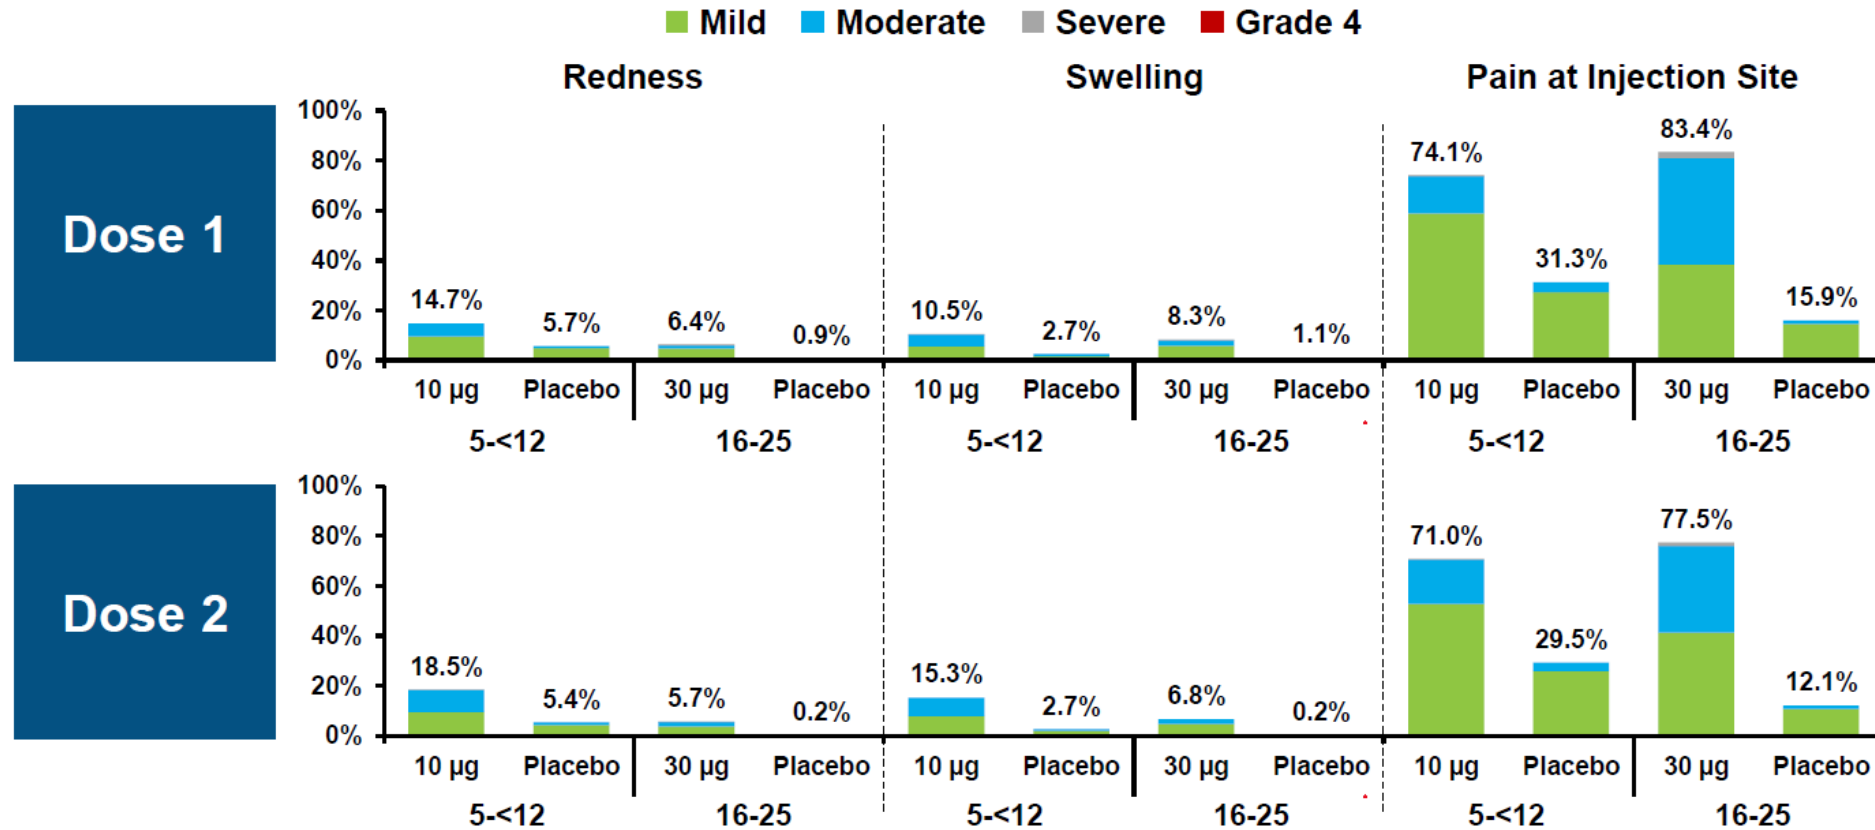 Mild Moderate Severe Grade 4
Redness Swelling Pain at Injection Site
Dose 1
100%
80%
60%
40%
20%
0%
14.7% 5.7% 6.4% 0.9% 10.5% 2.7% 8.3% 1.1% 74.1% 31.3% 83.4% 15.9%
10 µg Placebo 30 µg Placebo 10 µg Placebo 30 µg Placebo 10 µg Placebo 30 µg Placebo
5-<12 16-25 5-<12 16-25 5-<12 16-25
Dose 2
100%
80%
60%
40%
20%
0%
18.5% 5.4% 5.7% 0.2% 15.3% 2.7% 6.8% 0.2% 71.0% 29.5% 77.5% 12.1%
10 µg Placebo 30 µg Placebo 10 µg Placebo 30 µg Placebo 10 µg Placebo 30 µg Placebo
5-<12 16-25 5-<12 16-25 5-<12 16-25